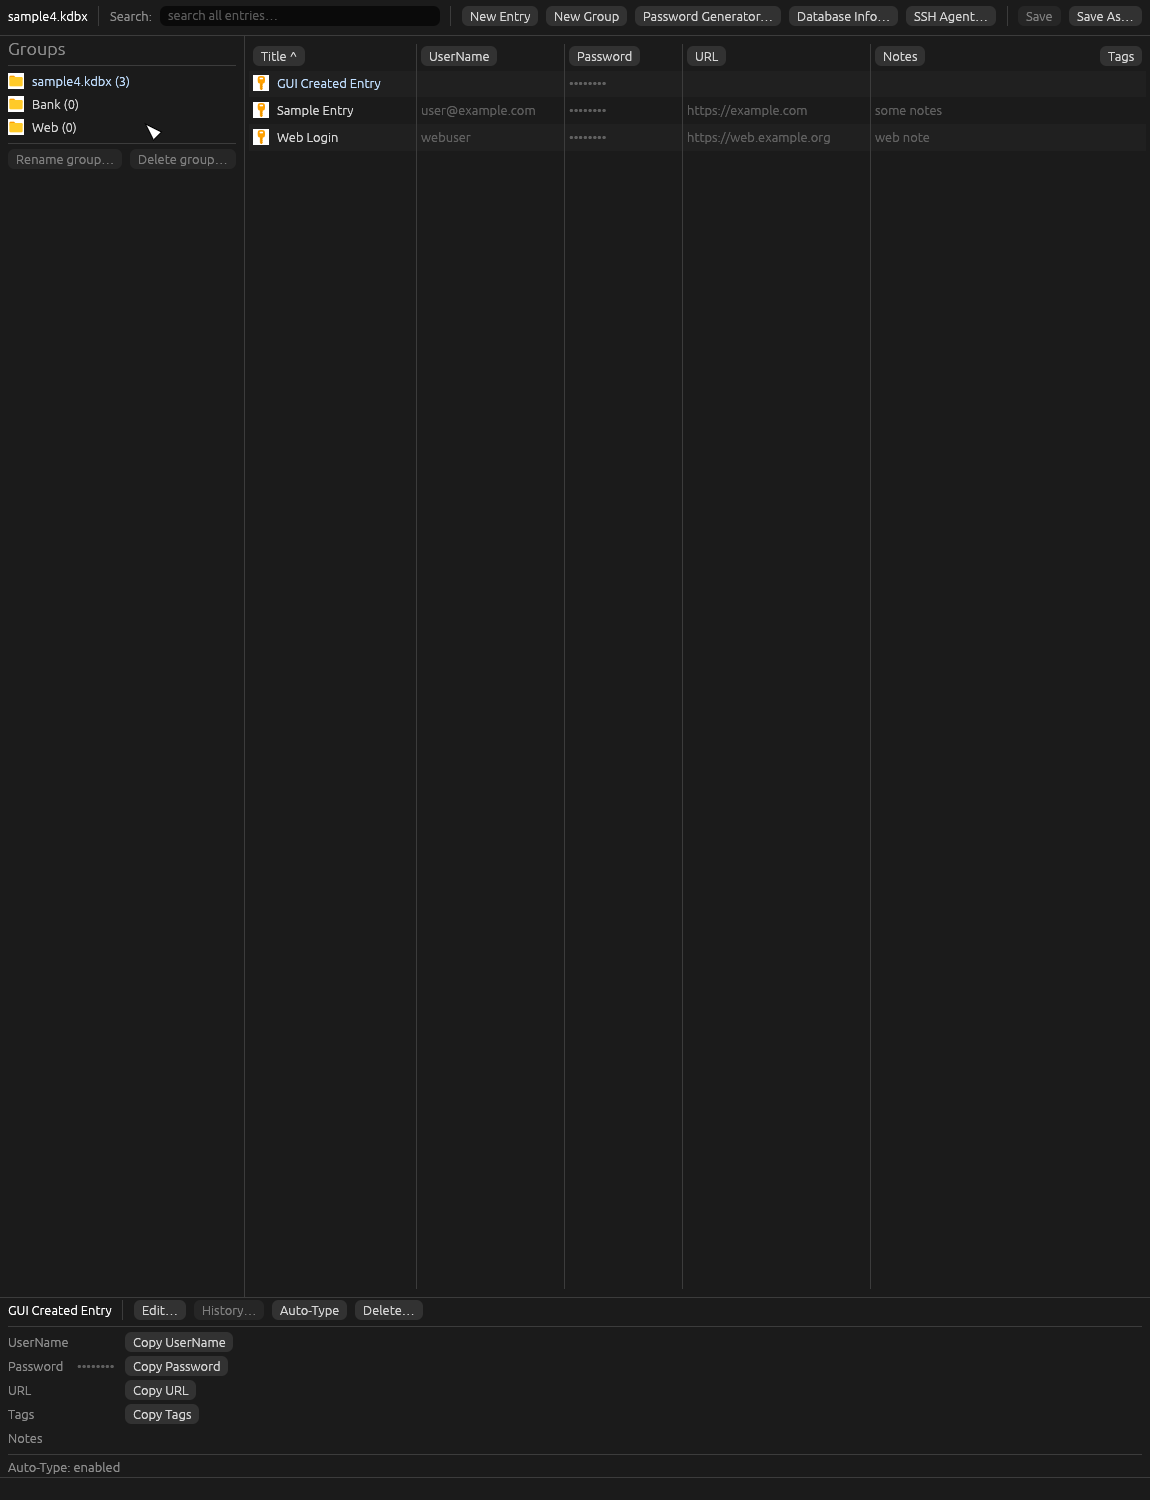 sample4.kdbx Search: search all entries... New Entry New Group Password Generator... Database Info... SSH Agent... Save Save As...
Groups
sample4.kdbx (3)
Bank (0)
Web (0)
Rename group... Delete group...
Title ^ UserName Password URL Notes Tags
GUI Created Entry ••••••••
Sample Entry user@example.com •••••••• https://example.com some notes
Web Login webuser •••••••• https://web.example.org web note
GUI Created Entry Edit... History... Auto-Type Delete...
UserName Copy UserName
Password •••••••• Copy Password
URL Copy URL
Tags Copy Tags
Notes
Auto-Type: enabled